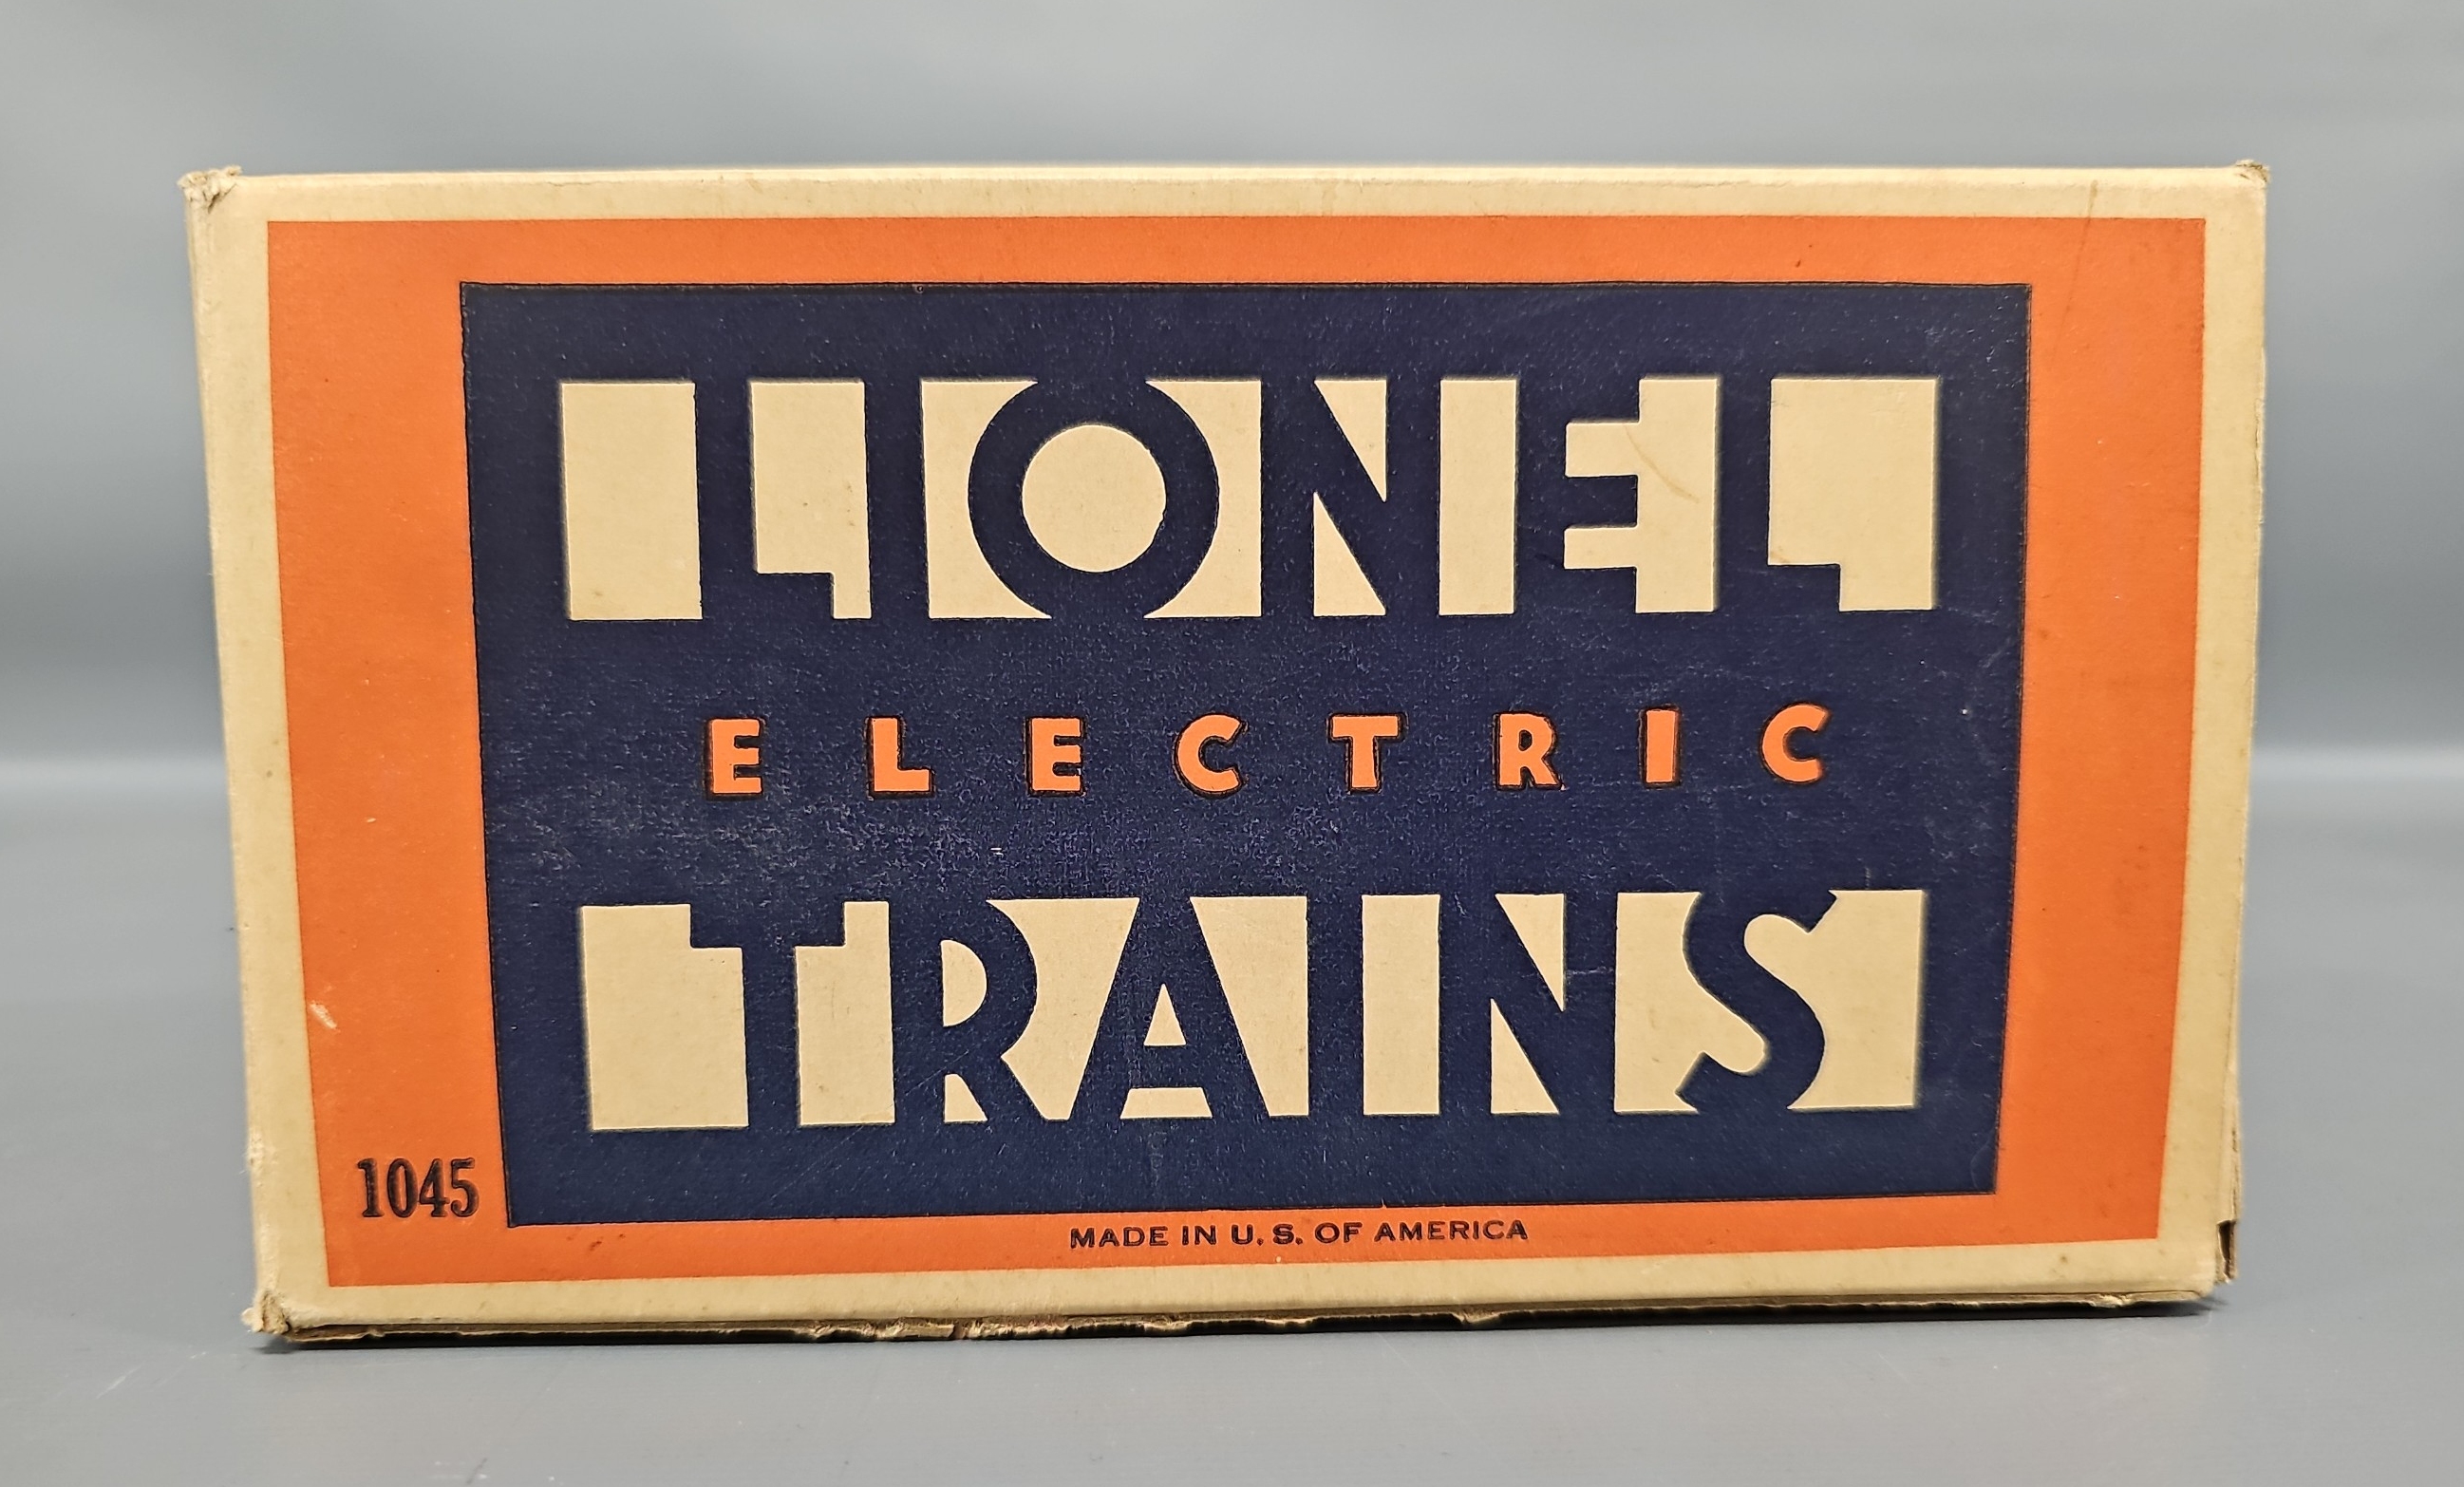 LIONEL
ELECTRIC
TRAINS
1045
MADE IN U. S. OF AMERICA